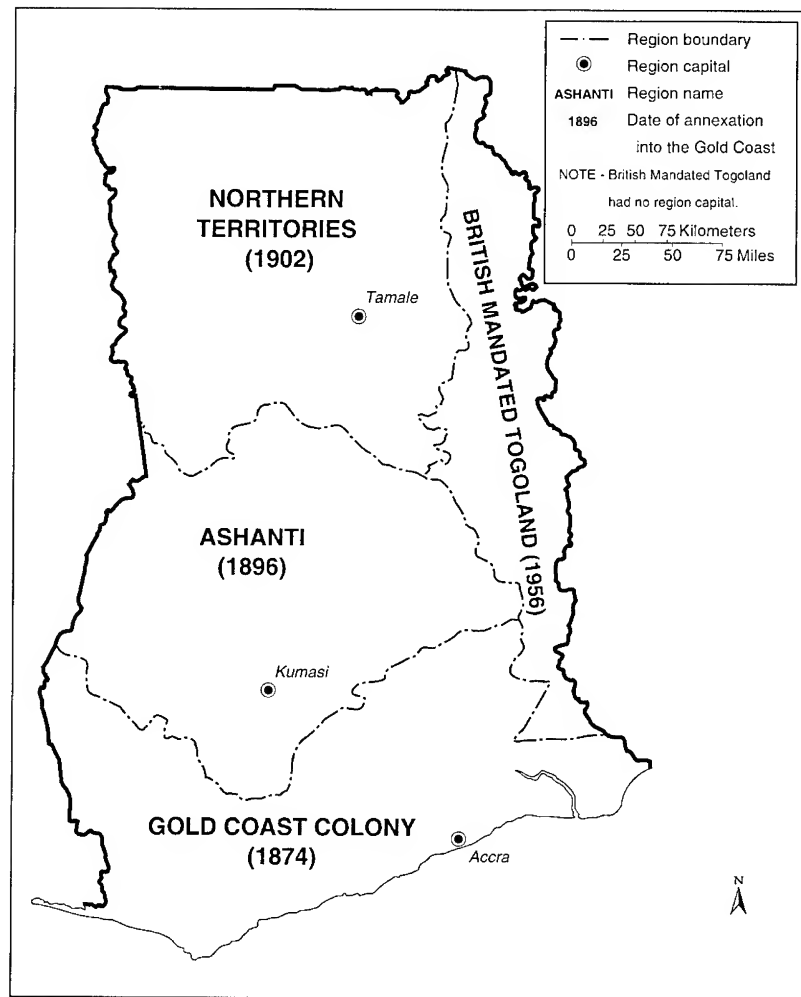 Region boundary
Region capital
ASHANTI Region name
1896 Date of annexation
into the Gold Coast
NOTE - British Mandated Togoland
had no region capital.
0 25 50 75 Kilometers
0 25 50 75 Miles
NORTHERN
TERRITORIES
(1902)
Tamale
BRITISH MANDATED TOGOLAND (1956)
ASHANTI
(1896)
Kumasi
GOLD COAST COLONY
(1874)
Accra
N